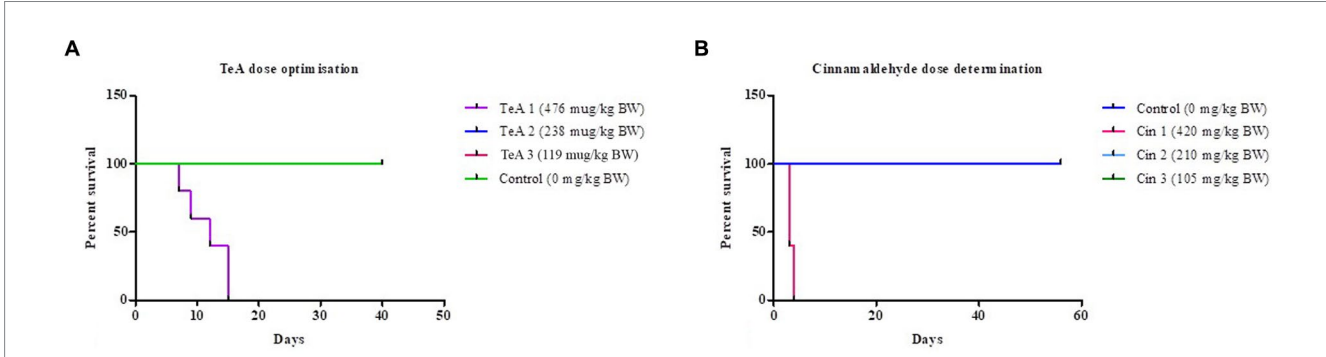 A
TeA dose optimisation
150
100
50
0
Percent survival
0 10 20 30 40 50
Days
TeA 1 (476 mug/kg BW)
TeA 2 (238 mug/kg BW)
TeA 3 (119 mug/kg BW)
Control (0 mg/kg BW)
B
Cinnamaldehyde dose determination
150
100
50
0
Percent survival
0 20 40 60
Days
Control (0 mg/kg BW)
Cin 1 (420 mg/kg BW)
Cin 2 (210 mg/kg BW)
Cin 3 (105 mg/kg BW)